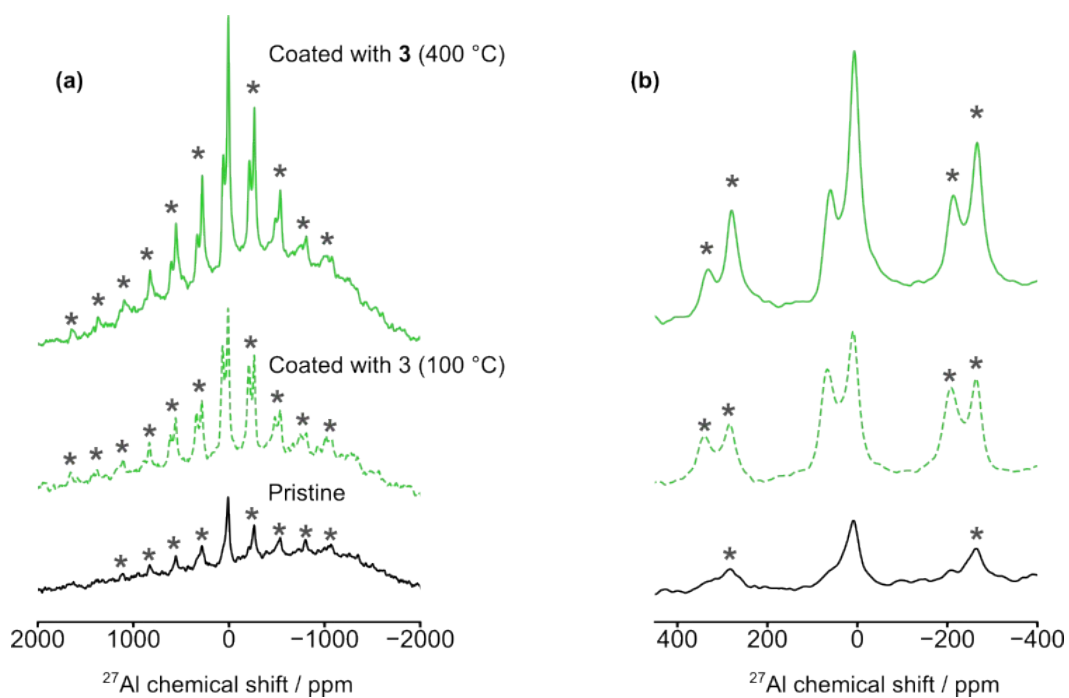 (a)
Coated with 3 (400 °C)
* * * * * * * * * *
Coated with 3 (100 °C)
* * * * * * * * * *
Pristine
* * * * * * * * *
2000 1000 0 −1000 −2000
²⁷Al chemical shift / ppm
(b)
* * * *
* * * *
* *
400 200 0 −200 −400
²⁷Al chemical shift / ppm